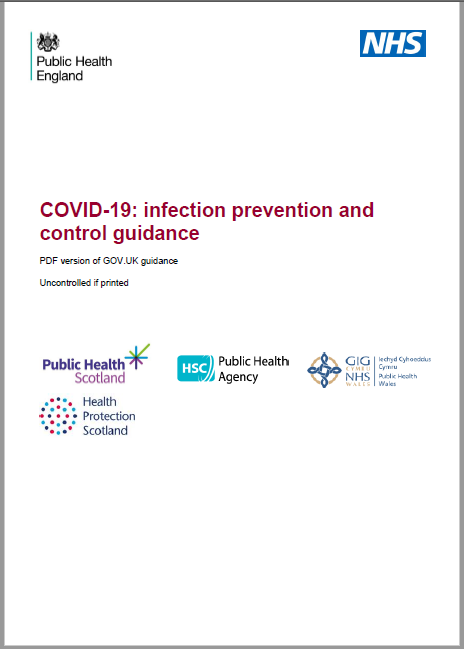 Public Health
England
NHS
COVID-19: infection prevention and
control guidance
PDF version of GOV.UK guidance
Uncontrolled if printed
Public Health
Scotland
HSC
Public Health
Agency
GIG
CYMRU
NHS
WALES
Iechyd Cyhoeddus
Cymru
Public Health
Wales
Health
Protection
Scotland